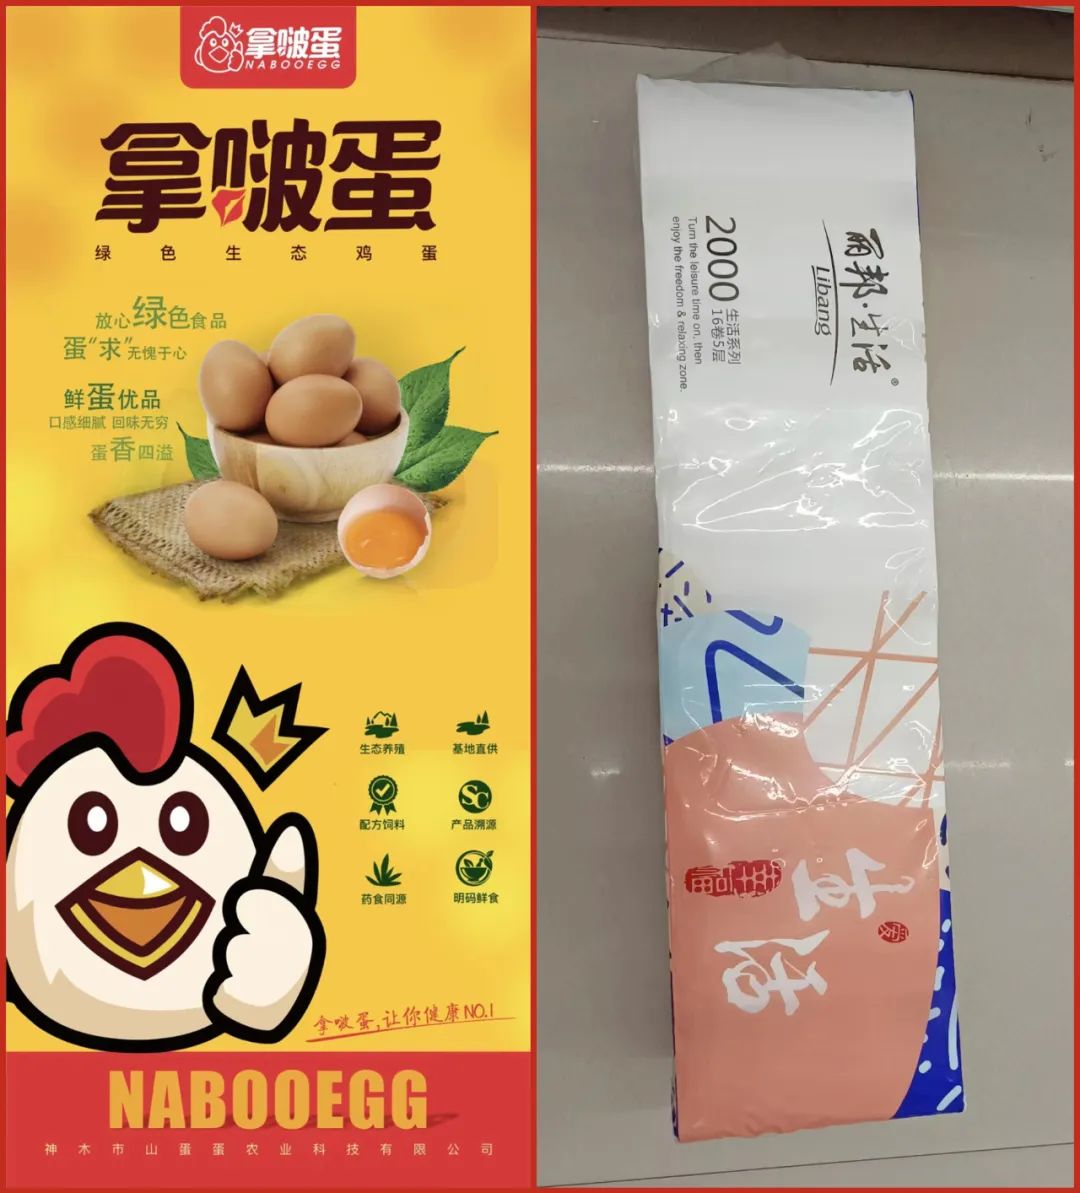 拿啵蛋
NABOOEGG
拿啵蛋
绿色生态鸡蛋
放心绿色食品
蛋“求”无愧于心
鲜蛋优品
口感细腻 回味无穷
蛋香四溢
生态养殖
基地直供
配方饲料
产品溯源
药食同源
明码鲜食
拿啵蛋,让你健康NO.1
NABOOEGG
神木市山蛋蛋农业科技有限公司
丽邦·生活®
Libang
2000 生活系列
16卷5层
Turn the leisure time on, then
enjoy the freedom & relaxing zone.
生活